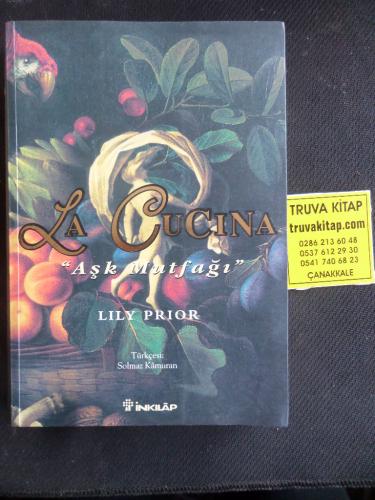 LA CUCINA
"Aşk Mutfağı"
LILY PRIOR
Türkçesi:
Solmaz Kâmuran
İNKILÂP
TRUVA KİTAP
truvakitap.com
0286 213 60 48
0537 612 29 30
0541 740 68 23
ÇANAKKALE